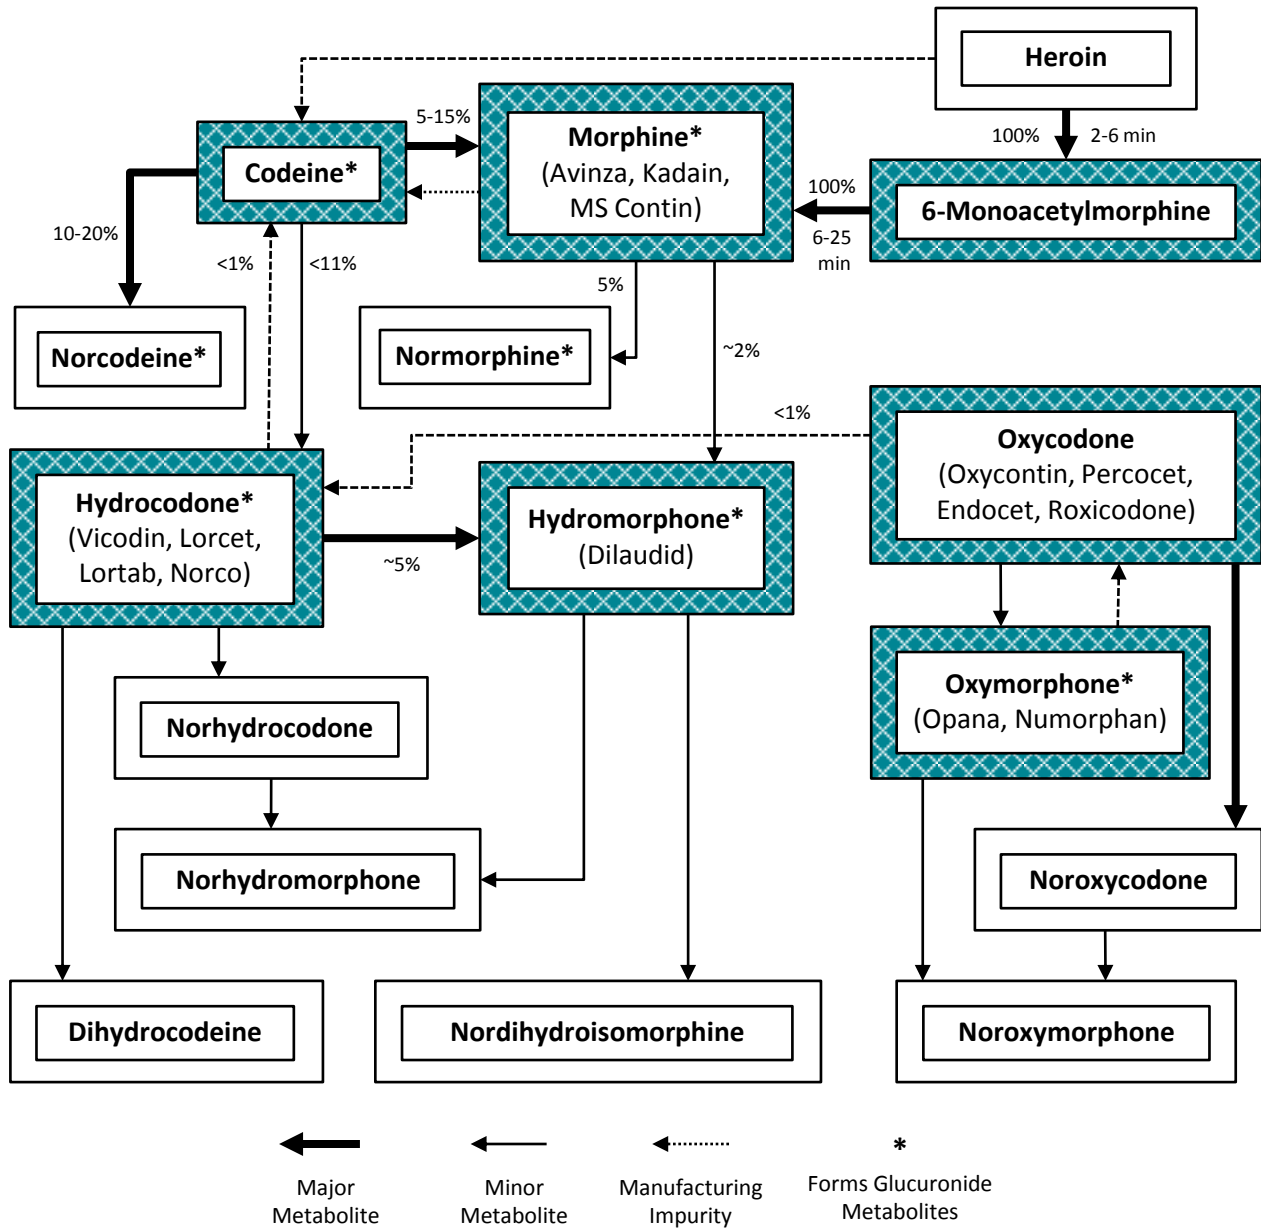 Heroin
100%
2-6 min
5-15%
Codeine*
Morphine*
(Avinza, Kadain,
MS Contin)
100%
6-25
min
6-Monoacetylmorphine
10-20%
<1%
<11%
5%
~2%
Norcodeine*
Normorphine*
<1%
Oxycodone
(Oxycontin, Percocet,
Endocet, Roxicodone)
Hydrocodone*
(Vicodin, Lorcet,
Lortab, Norco)
~5%
Hydromorphone*
(Dilaudid)
Oxymorphone*
(Opana, Numorphan)
Norhydrocodone
Norhydromorphone
Noroxycodone
Dihydrocodeine
Nordihydroisomorphine
Noroxymorphone
Major
Metabolite
Minor
Metabolite
Manufacturing
Impurity
*
Forms Glucuronide
Metabolites